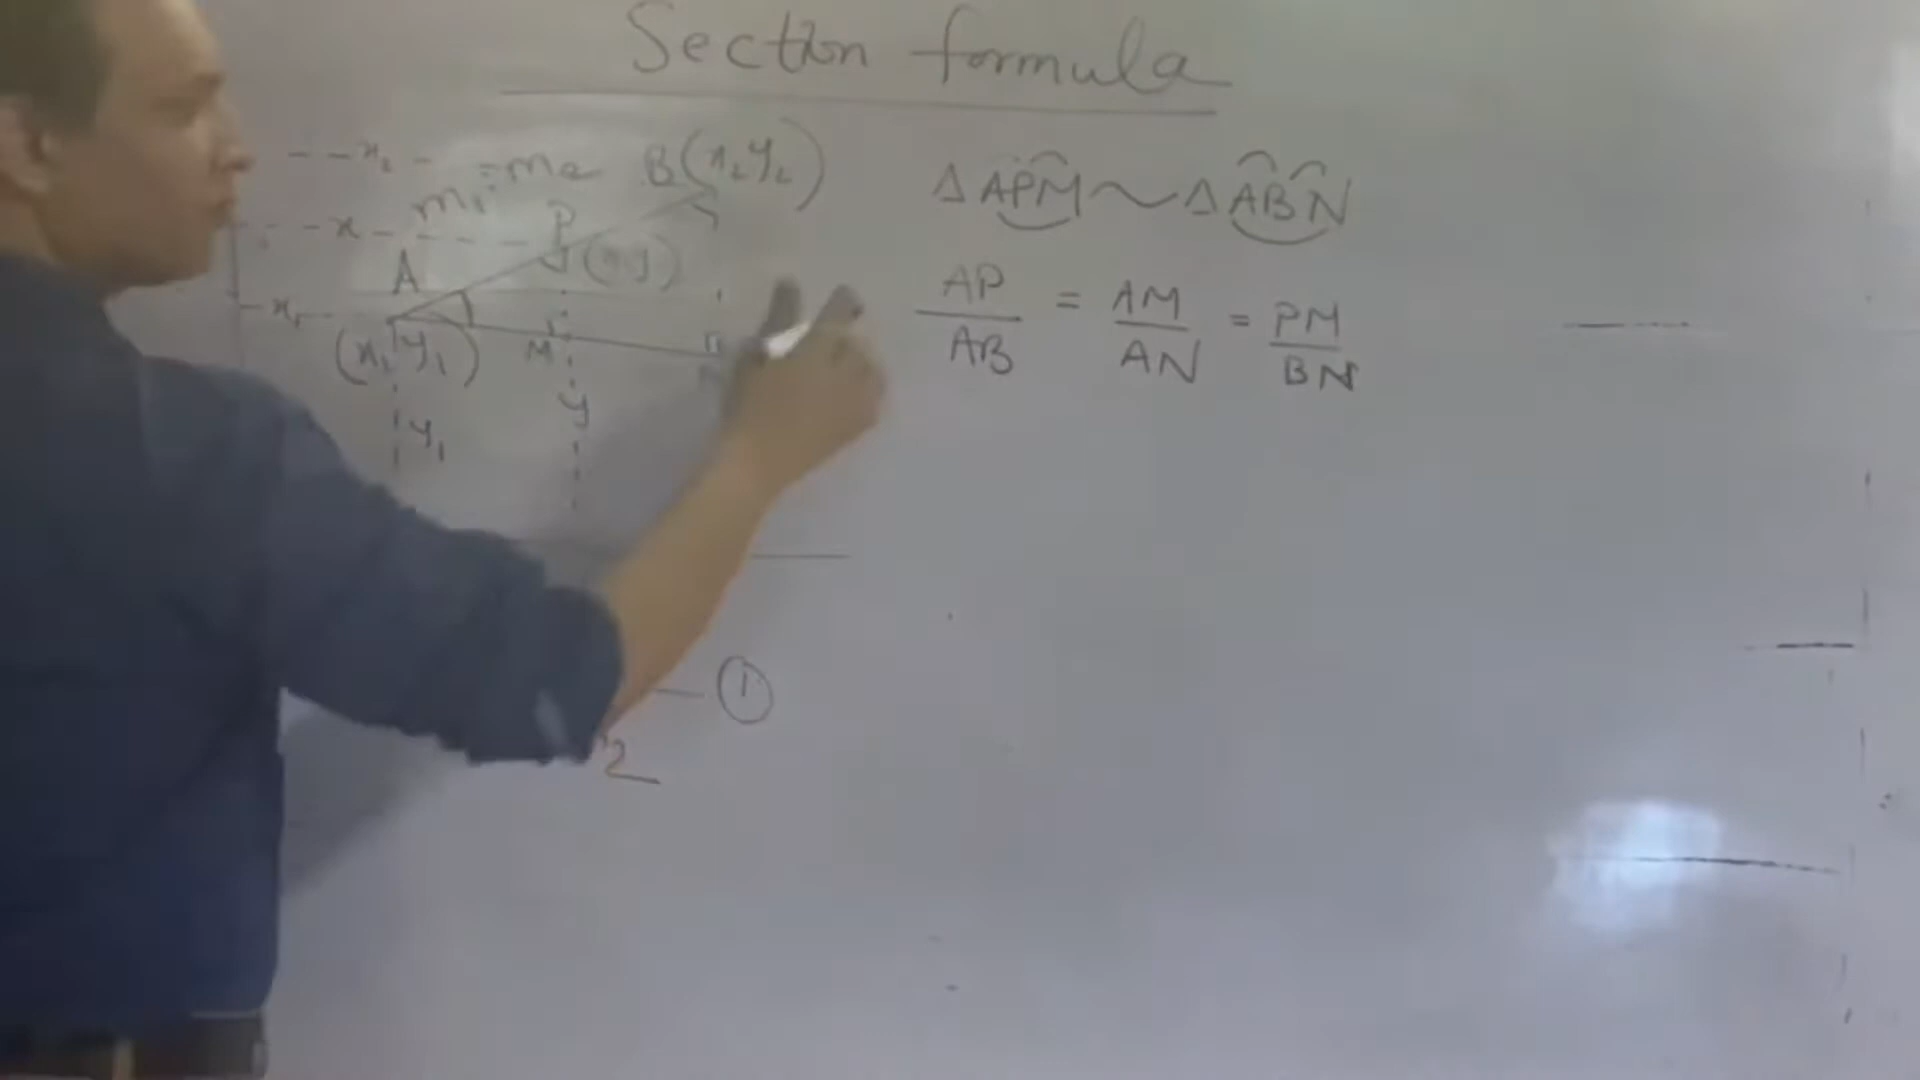 Section formula
x₂
m₁ : m₂
B(x₂ y₂)
x
P
(x y)
A
x₁
(x₁ y₁)
M
y₁
y
△APM ~ △ABN
AP/AB = AM/AN = PM/BN
①
2